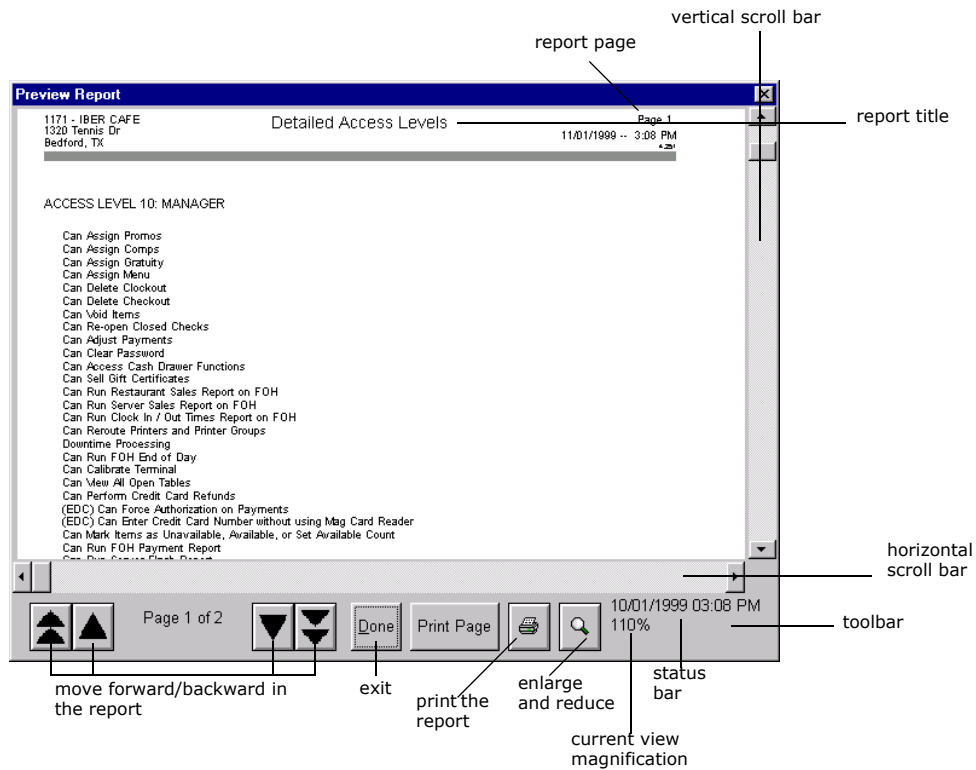 vertical scroll bar
report page
Preview Report
1171 - IBER CAFE
1320 Tennis Dr
Bedford, TX
Detailed Access Levels
Page 1
11/01/1999 -- 3:08 PM
report title
ACCESS LEVEL 10: MANAGER
Can Assign Promos
Can Assign Comps
Can Assign Gratuity
Can Assign Menu
Can Delete Clockout
Can Delete Checkout
Can Void Items
Can Re-open Closed Checks
Can Adjust Payments
Can Clear Password
Can Access Cash Drawer Functions
Can Sell Gift Certificates
Can Run Restaurant Sales Report on FOH
Can Run Server Sales Report on FOH
Can Run Clock In / Out Times Report on FOH
Can Reroute Printers and Printer Groups
Downtime Processing
Can Run FOH End of Day
Can Calibrate Terminal
Can View All Open Tables
Can Perform Credit Card Refunds
(EDC) Can Force Authorization on Payments
(EDC) Can Enter Credit Card Number without using Mag Card Reader
Can Mark Items as Unavailable, Available, or Set Available Count
Can Run FOH Payment Report
horizontal
scroll bar
Page 1 of 2
Done
Print Page
10/01/1999 03:08 PM
110%
toolbar
move forward/backward in
the report
exit
print the
report
enlarge
and reduce
status
bar
current view
magnification